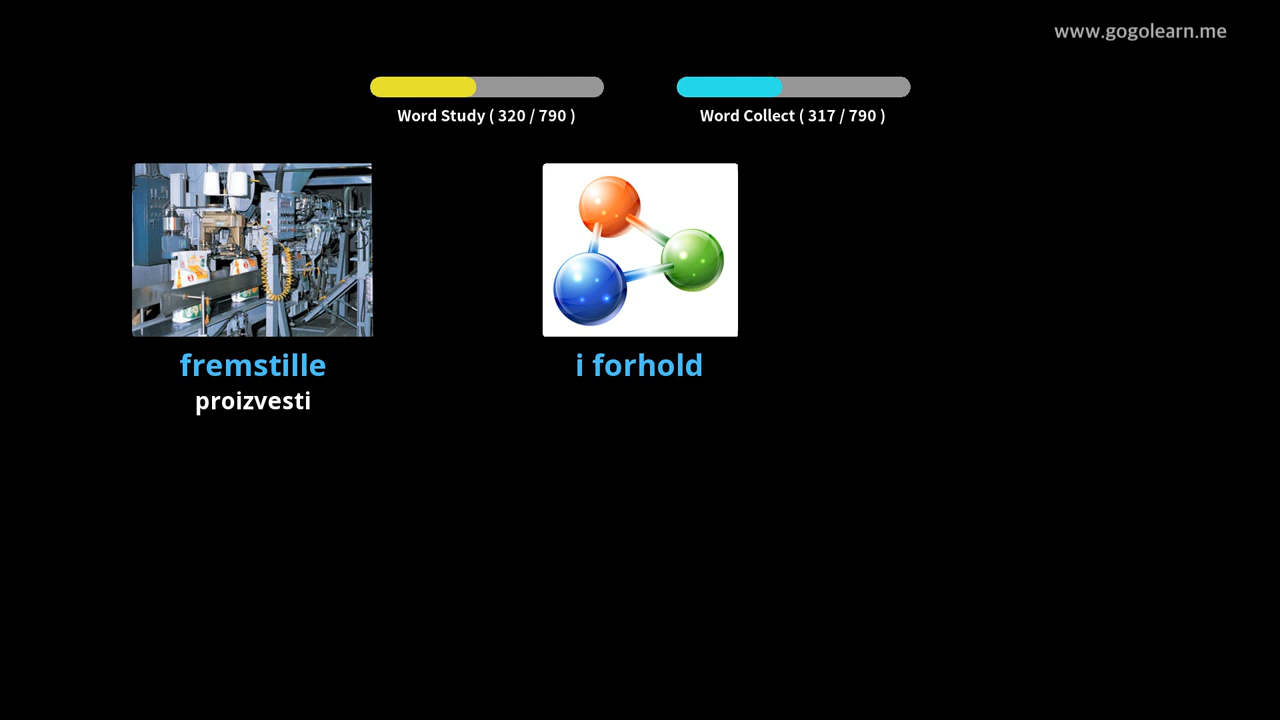 www.gogolearn.me
Word Study ( 320 / 790 )
Word Collect ( 317 / 790 )
fremstille
proizvesti
i forhold